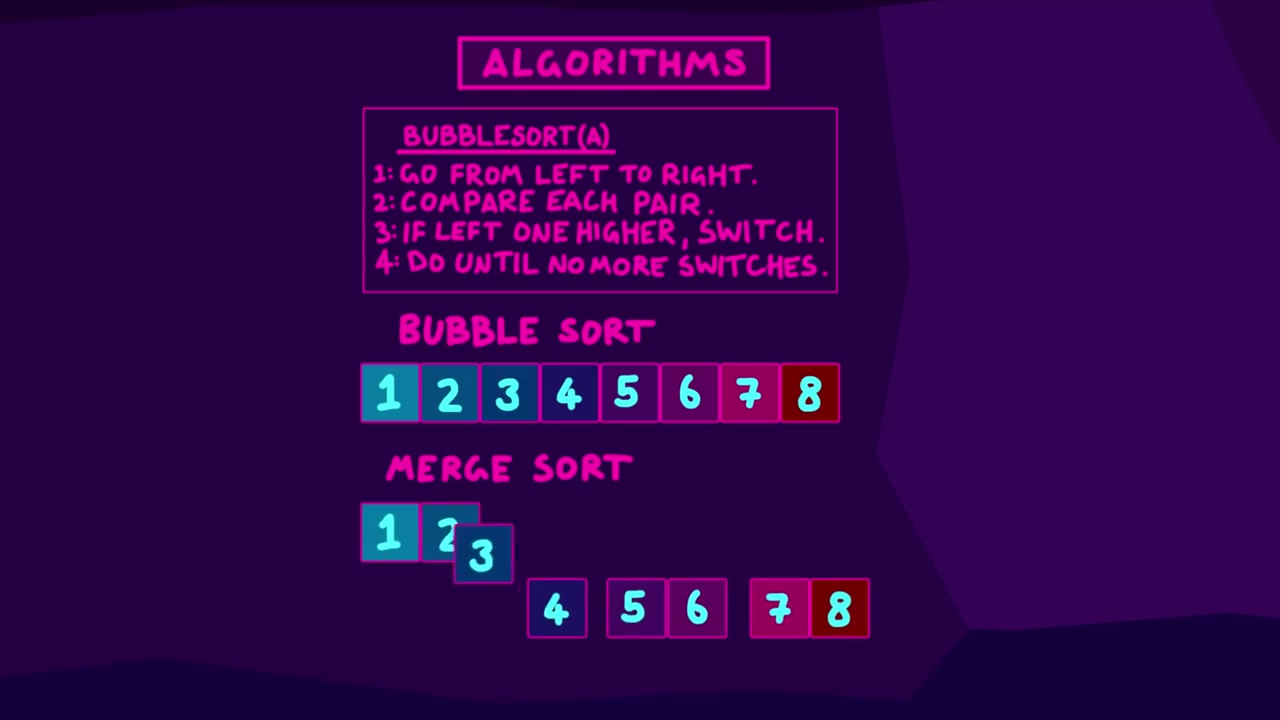 ALGORITHMS
BUBBLESORT(A)
1: GO FROM LEFT TO RIGHT.
2: COMPARE EACH PAIR.
3: IF LEFT ONE HIGHER, SWITCH.
4: DO UNTIL NO MORE SWITCHES.
BUBBLE SORT
1 2 3 4 5 6 7 8
MERGE SORT
1 2
3
4 5 6 7 8